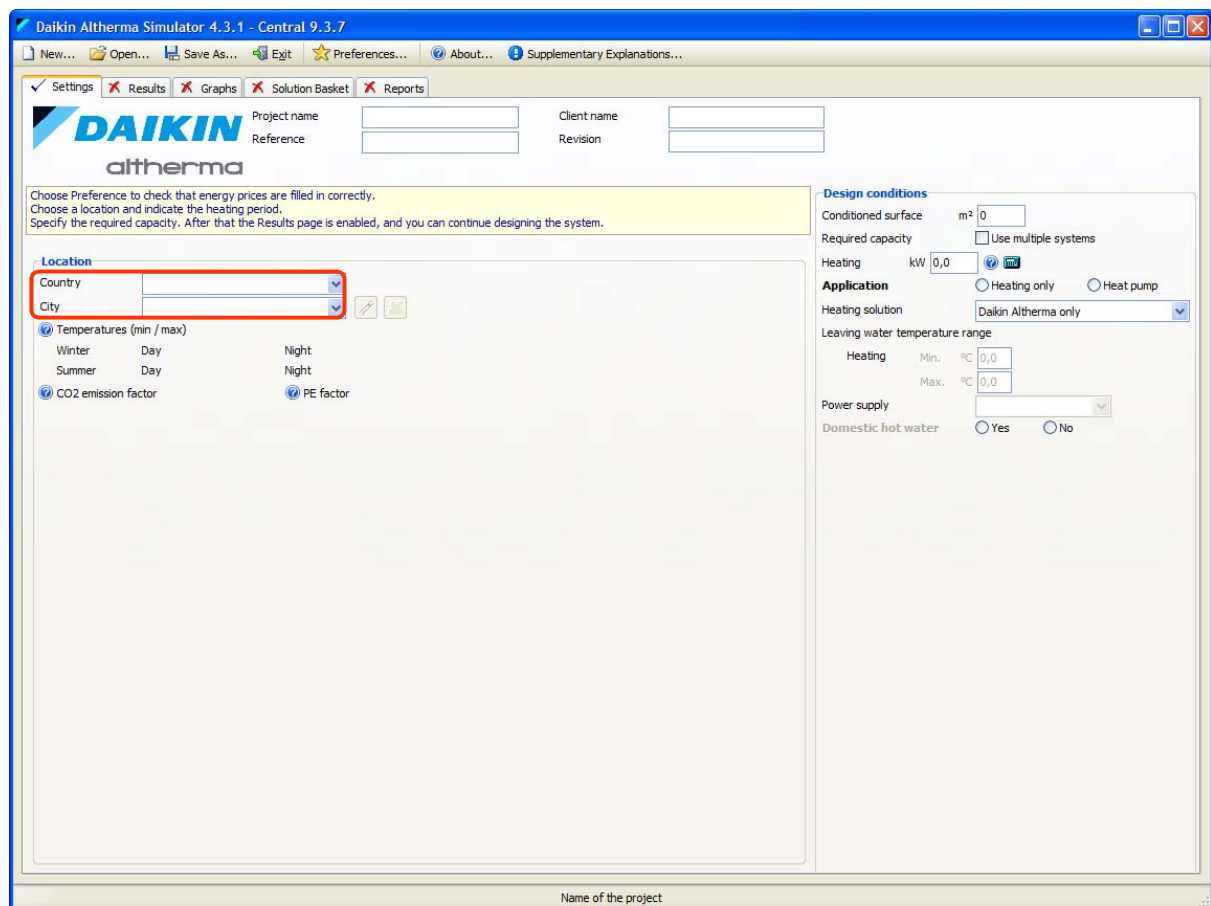 Daikin Altherma Simulator 4.3.1 - Central 9.3.7
New... Open... Save As... Exit Preferences... About... Supplementary Explanations...
Settings Results Graphs Solution Basket Reports
DAIKIN
altherma
Project name Client name
Reference Revision
Choose Preference to check that energy prices are filled in correctly.
Choose a location and indicate the heating period.
Specify the required capacity. After that the Results page is enabled, and you can continue designing the system.
Location
Country
City
Temperatures (min / max)
Winter Day Night
Summer Day Night
CO2 emission factor PE factor
Design conditions
Conditioned surface m² 0
Required capacity Use multiple systems
Heating kW 0,0
Application Heating only Heat pump
Heating solution Daikin Altherma only
Leaving water temperature range
Heating Min. ºC 0,0
Max. ºC 0,0
Power supply
Domestic hot water Yes No
Name of the project